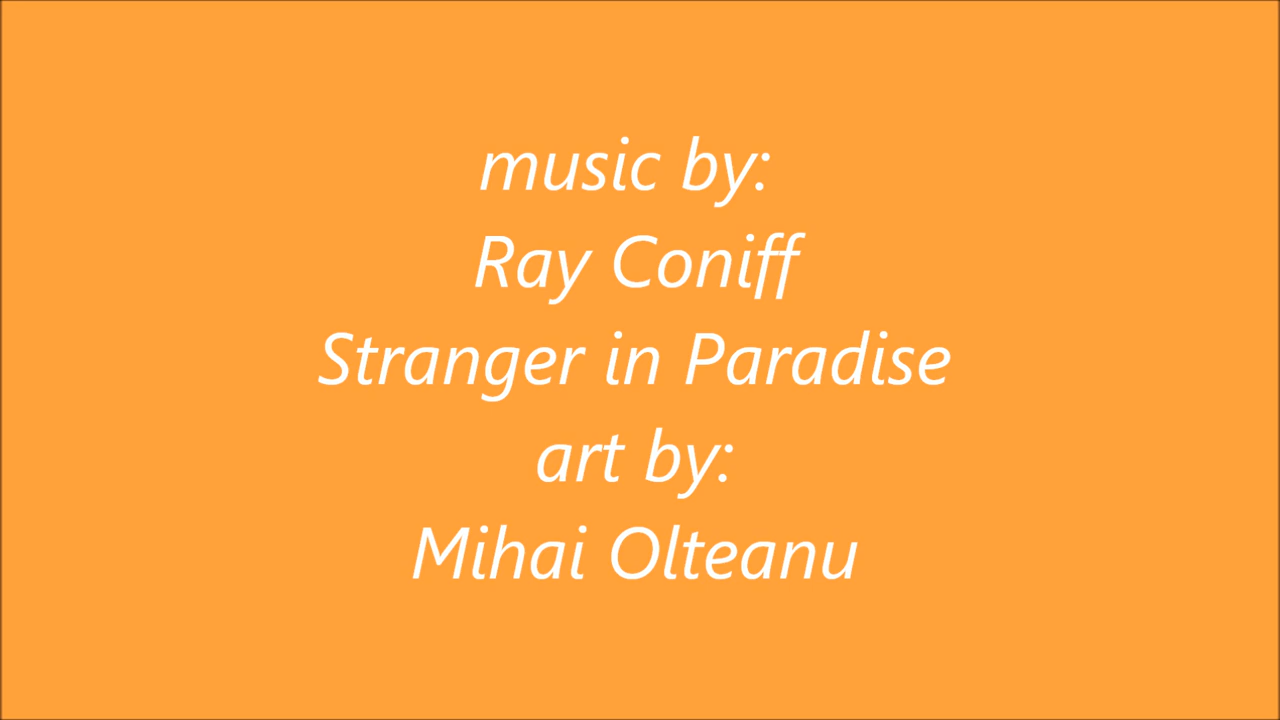 music by:
Ray Coniff
Stranger in Paradise
art by:
Mihai Olteanu